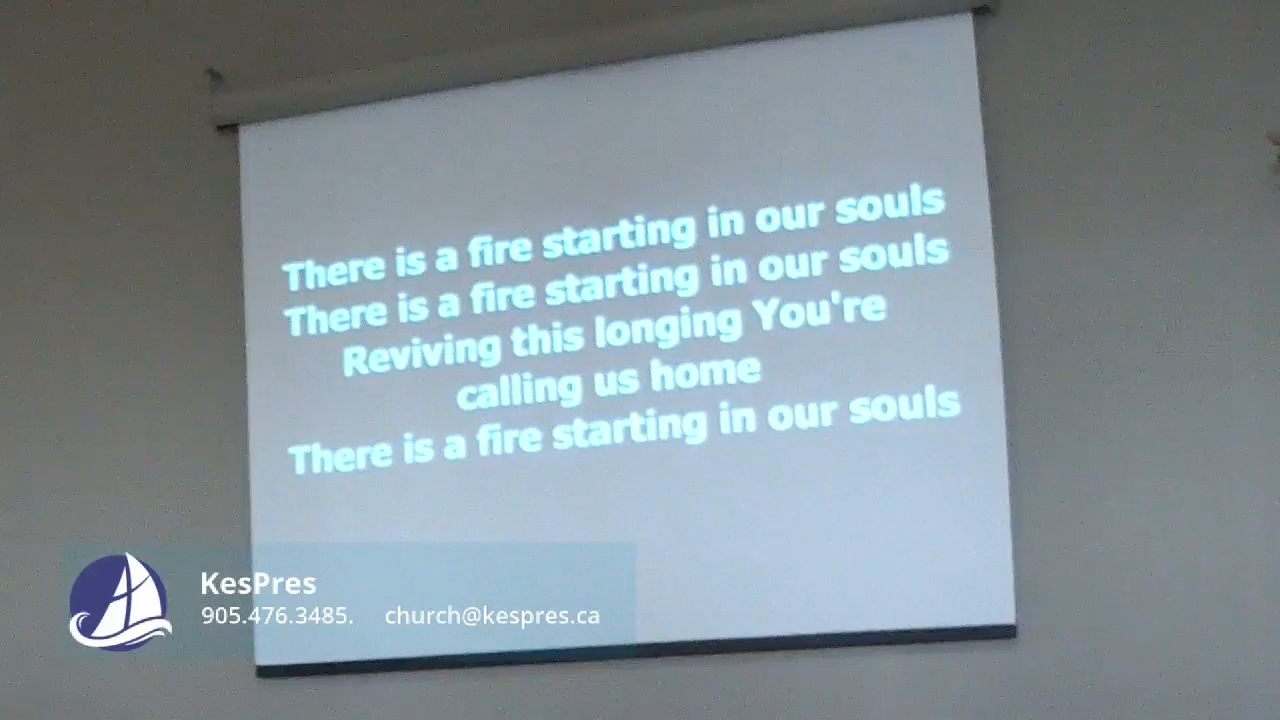 There is a fire starting in our souls
There is a fire starting in our souls
Reviving this longing You're
calling us home
There is a fire starting in our souls
KesPres
905.476.3485. church@kespres.ca